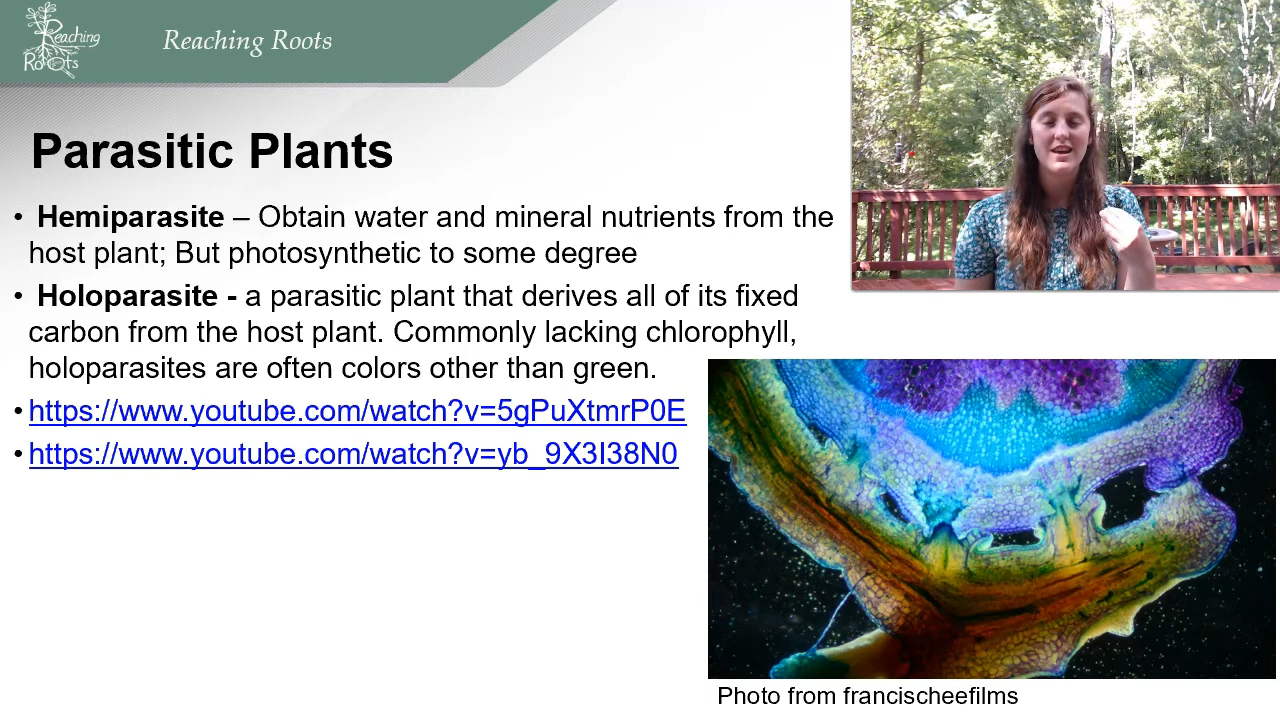 Reaching
Roots
Reaching Roots
Parasitic Plants
• Hemiparasite – Obtain water and mineral nutrients from the
host plant; But photosynthetic to some degree
• Holoparasite - a parasitic plant that derives all of its fixed
carbon from the host plant. Commonly lacking chlorophyll,
holoparasites are often colors other than green.
• https://www.youtube.com/watch?v=5gPuXtmrP0E
• https://www.youtube.com/watch?v=yb_9X3I38N0
Photo from francischeefilms